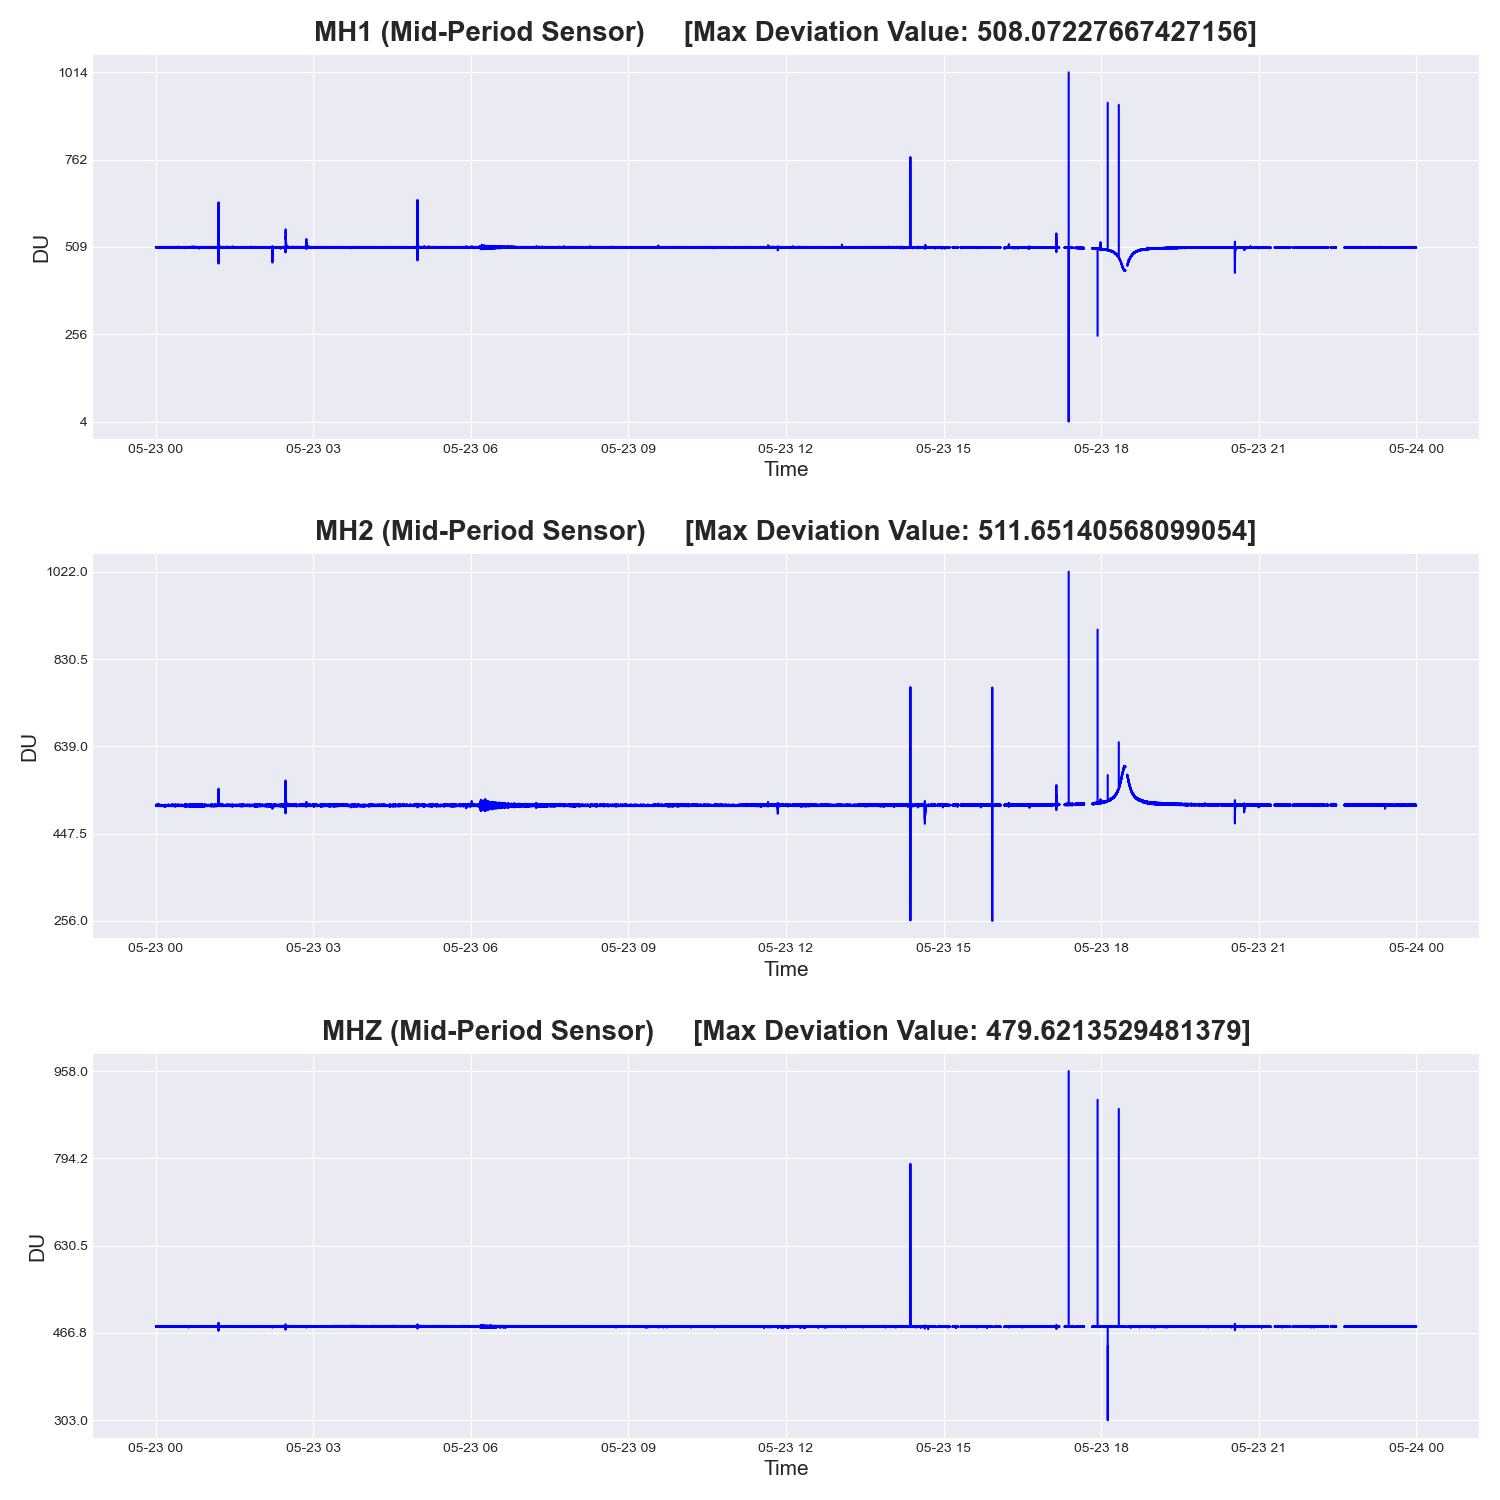 MH1 (Mid-Period Sensor) [Max Deviation Value: 508.07227667427156]
1014
762
509
256
4
DU
05-23 00 05-23 03 05-23 06 05-23 09 05-23 12 05-23 15 05-23 18 05-23 21 05-24 00
Time
MH2 (Mid-Period Sensor) [Max Deviation Value: 511.65140568099054]
1022.0
830.5
639.0
447.5
256.0
DU
05-23 00 05-23 03 05-23 06 05-23 09 05-23 12 05-23 15 05-23 18 05-23 21 05-24 00
Time
MHZ (Mid-Period Sensor) [Max Deviation Value: 479.6213529481379]
958.0
794.2
630.5
466.8
303.0
DU
05-23 00 05-23 03 05-23 06 05-23 09 05-23 12 05-23 15 05-23 18 05-23 21 05-24 00
Time